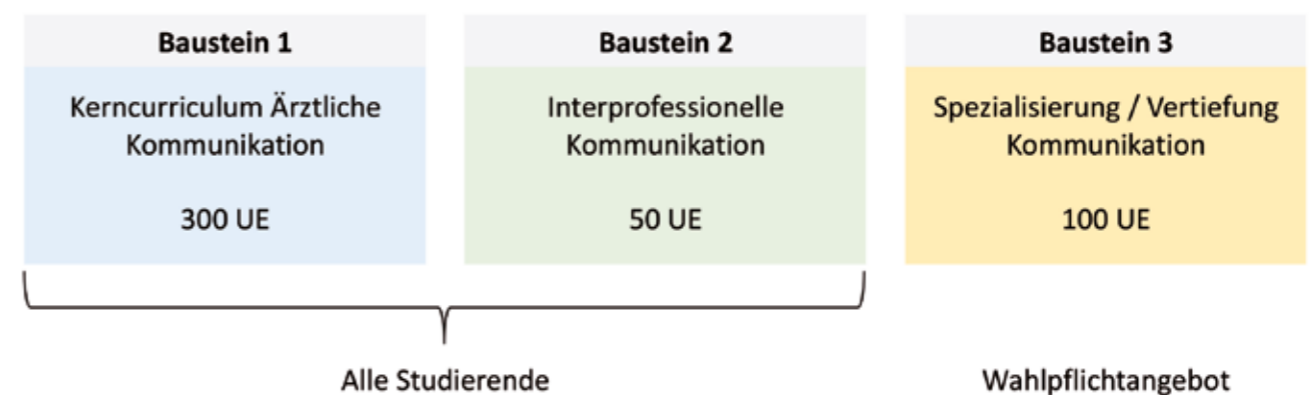 Baustein 1
Kerncurriculum Ärztliche
Kommunikation
300 UE
Baustein 2
Interprofessionelle
Kommunikation
50 UE
Baustein 3
Spezialisierung / Vertiefung
Kommunikation
100 UE
Alle Studierende
Wahlpflichtangebot